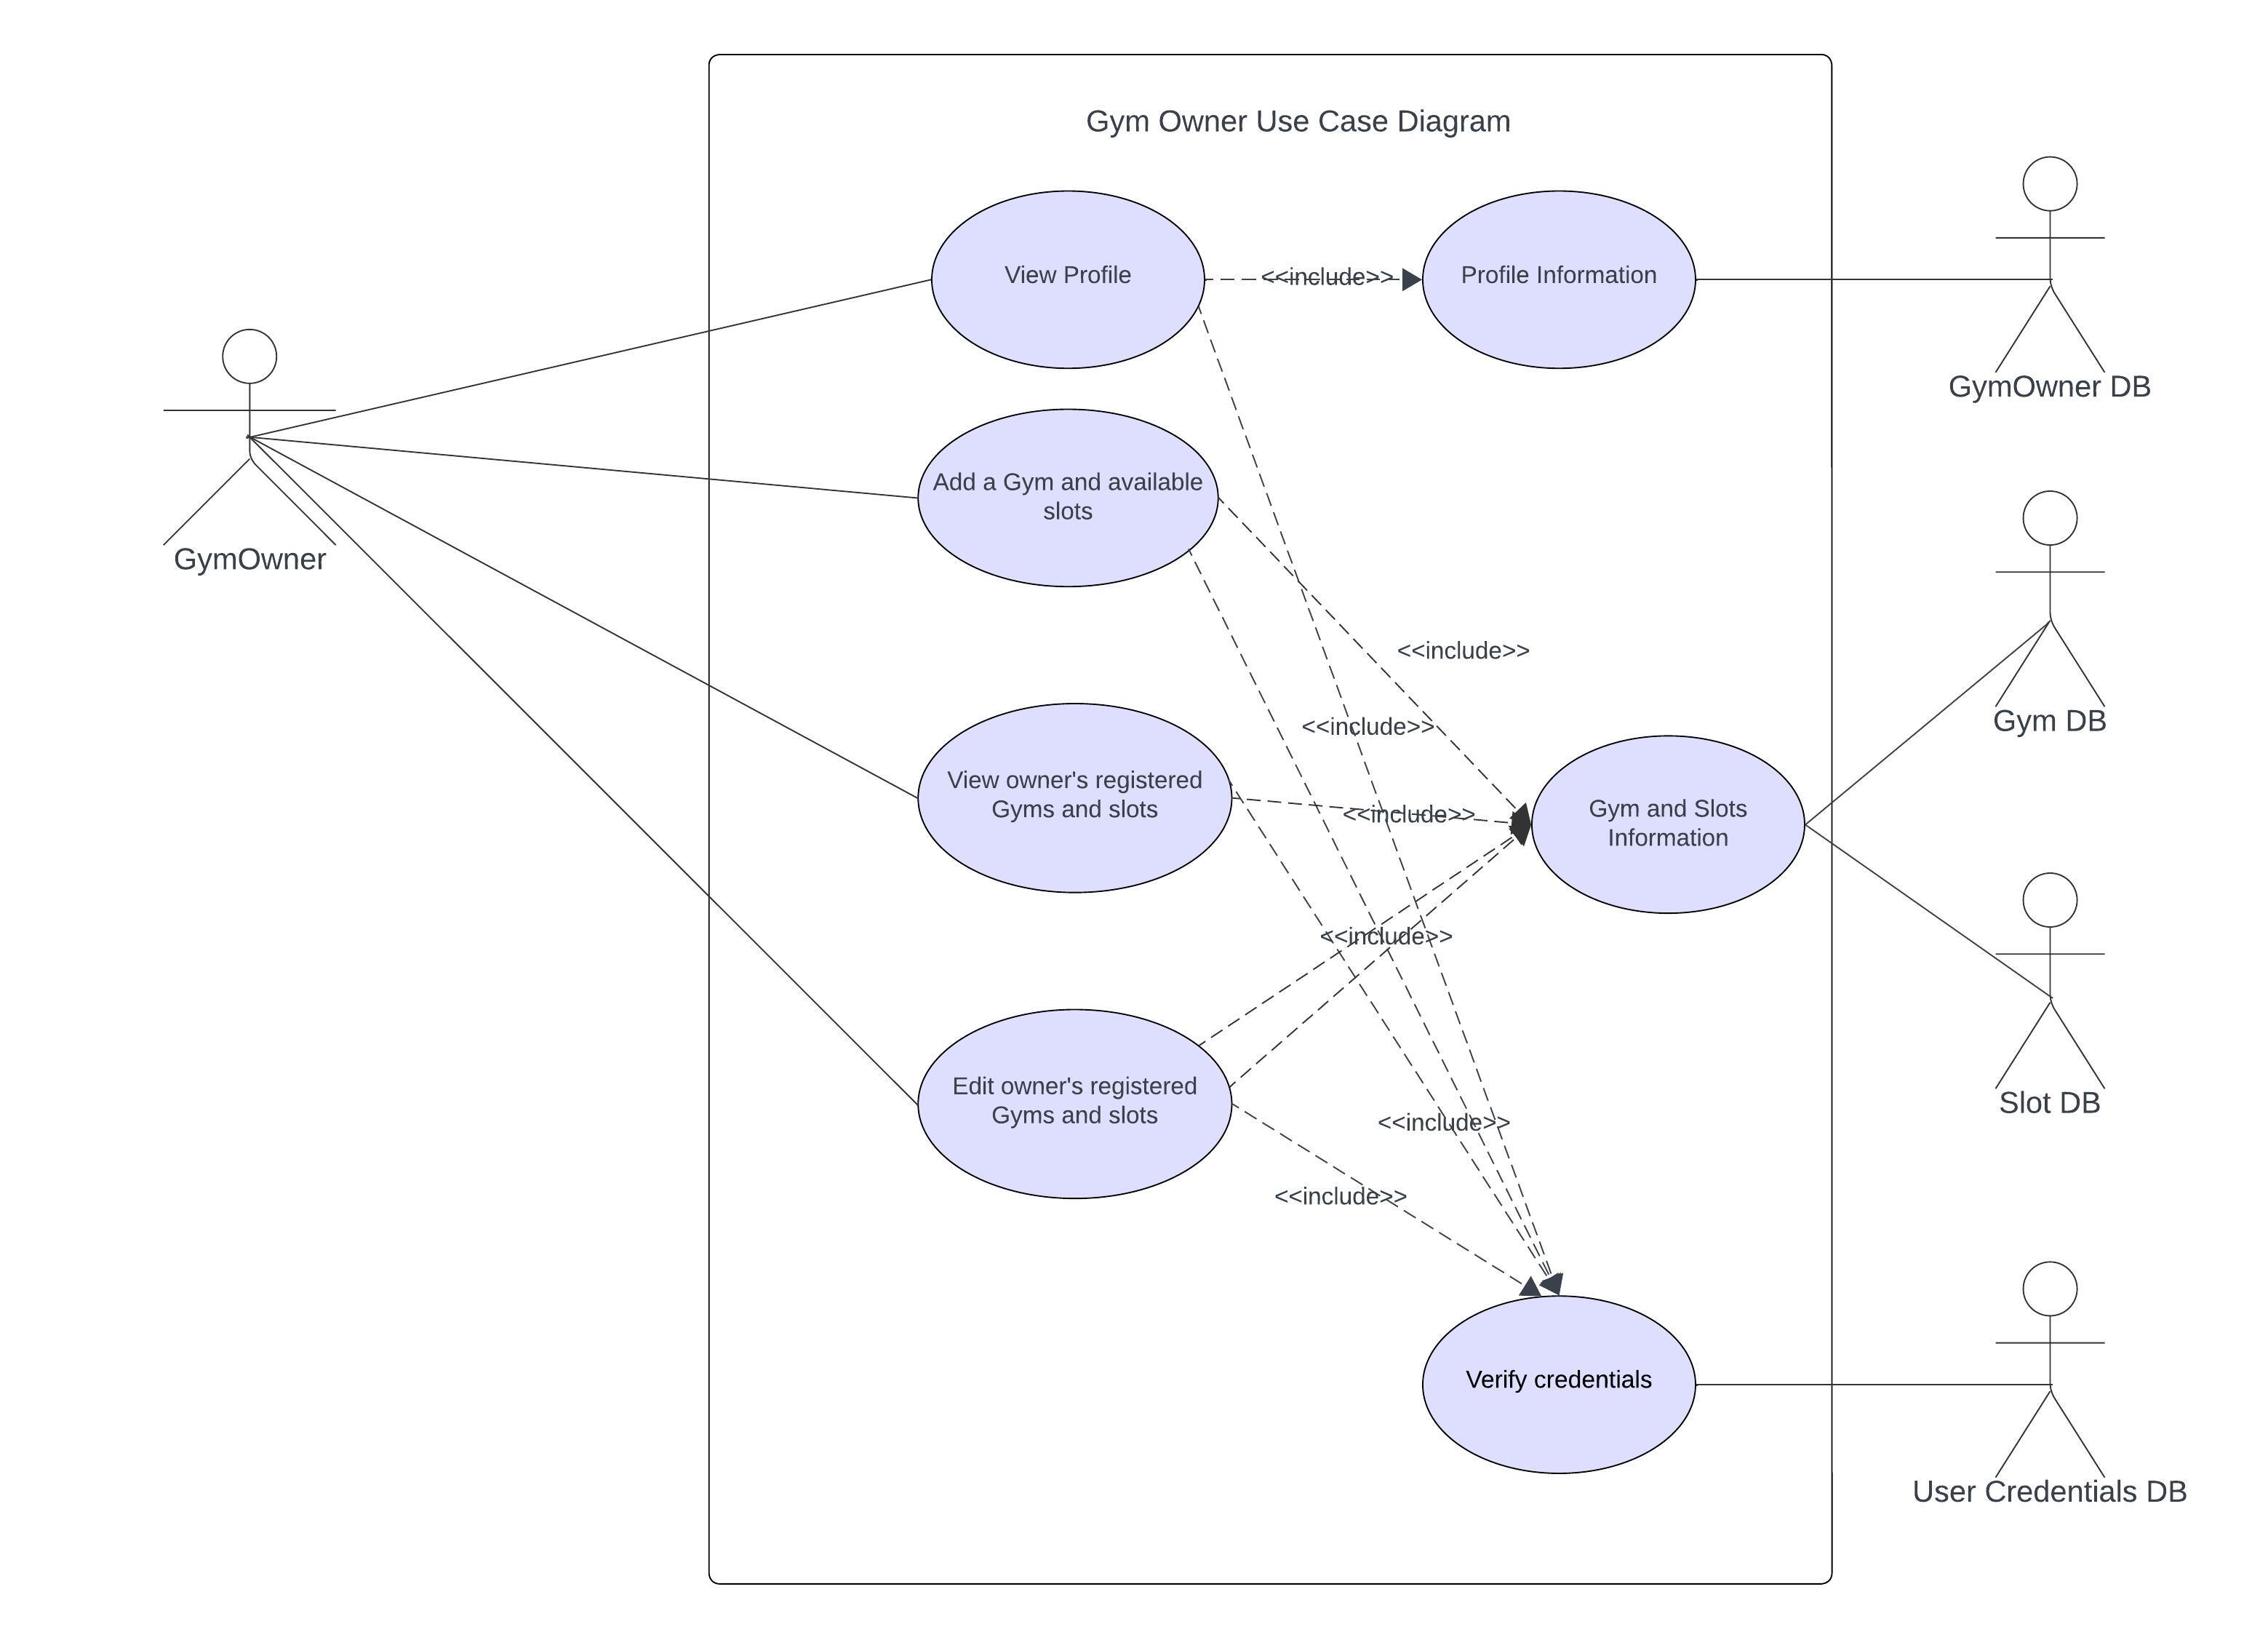 Gym Owner Use Case Diagram
View Profile
<<include>>
Profile Information
GymOwner DB
Add a Gym and available
slots
GymOwner
<<include>>
Gym DB
<<include>>
View owner's registered
Gyms and slots
<<include>>
Gym and Slots
Information
<<include>>
Edit owner's registered
Gyms and slots
<<include>>
Slot DB
<<include>>
Verify credentials
User Credentials DB